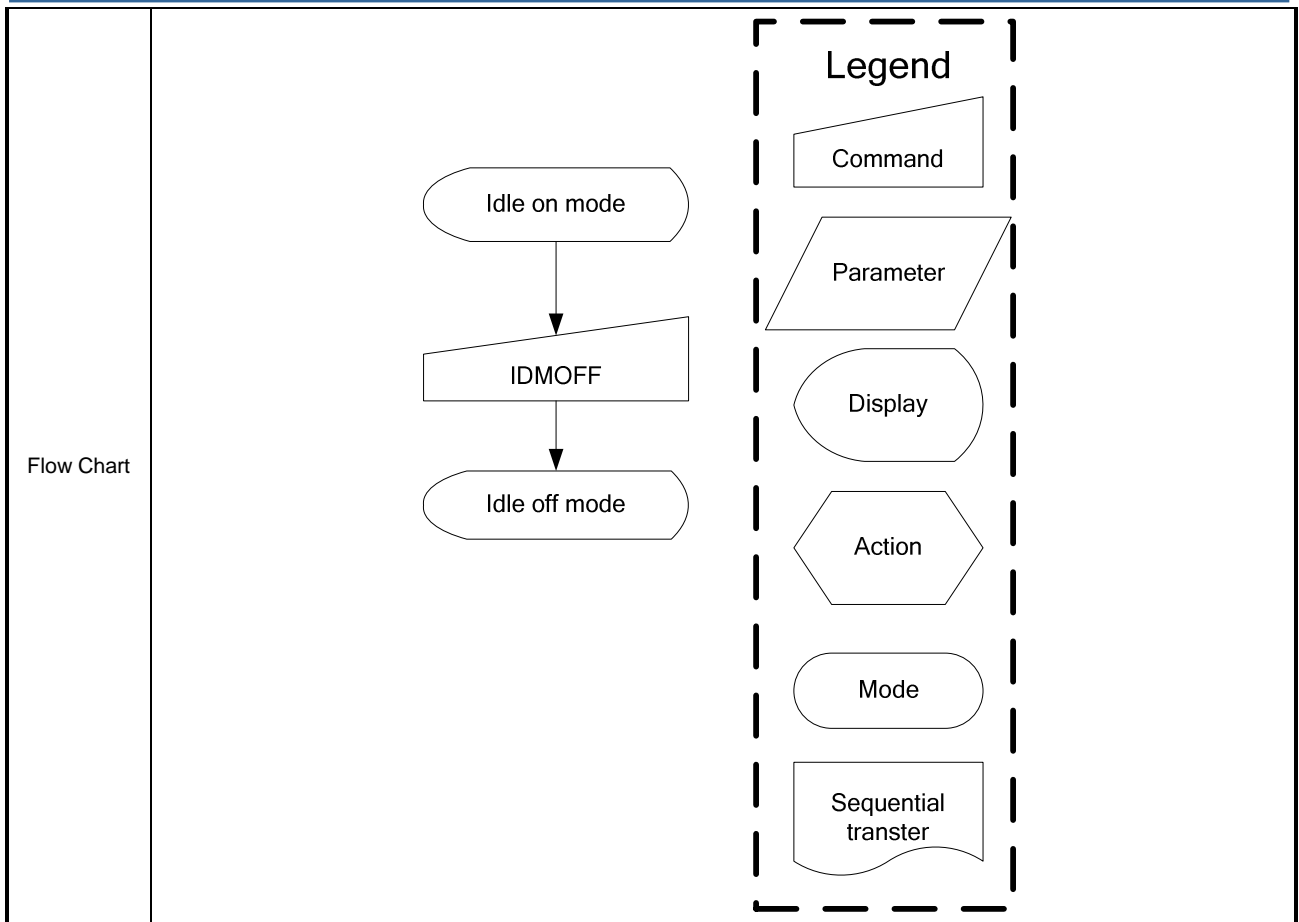 Flow Chart
Idle on mode
IDMOFF
Idle off mode
Legend
Command
Parameter
Display
Action
Mode
Sequential
transter